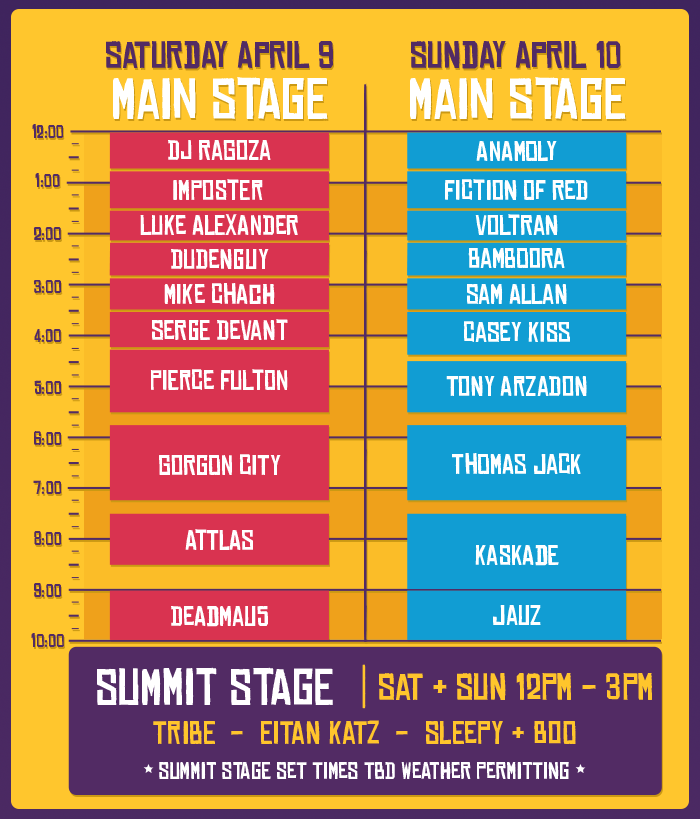 SATURDAY APRIL 9
MAIN STAGE
SUNDAY APRIL 10
MAIN STAGE
12:00
1:00
2:00
3:00
4:00
5:00
6:00
7:00
8:00
9:00
10:00
DJ RAGOZA
IMPOSTER
LUKE ALEXANDER
DUDENGUY
MIKE CHACH
SERGE DEVANT
PIERCE FULTON
GORGON CITY
ATTLAS
DEADMAU5
ANAMOLY
FICTION OF RED
VOLTRAN
BAMBOORA
SAM ALLAN
CASEY KISS
TONY ARZADON
THOMAS JACK
KASKADE
JAUZ
SUMMIT STAGE | SAT + SUN 12PM - 3PM
TRIBE - EITAN KATZ - SLEEPY + BOO
★ SUMMIT STAGE SET TIMES TBD WEATHER PERMITTING ★